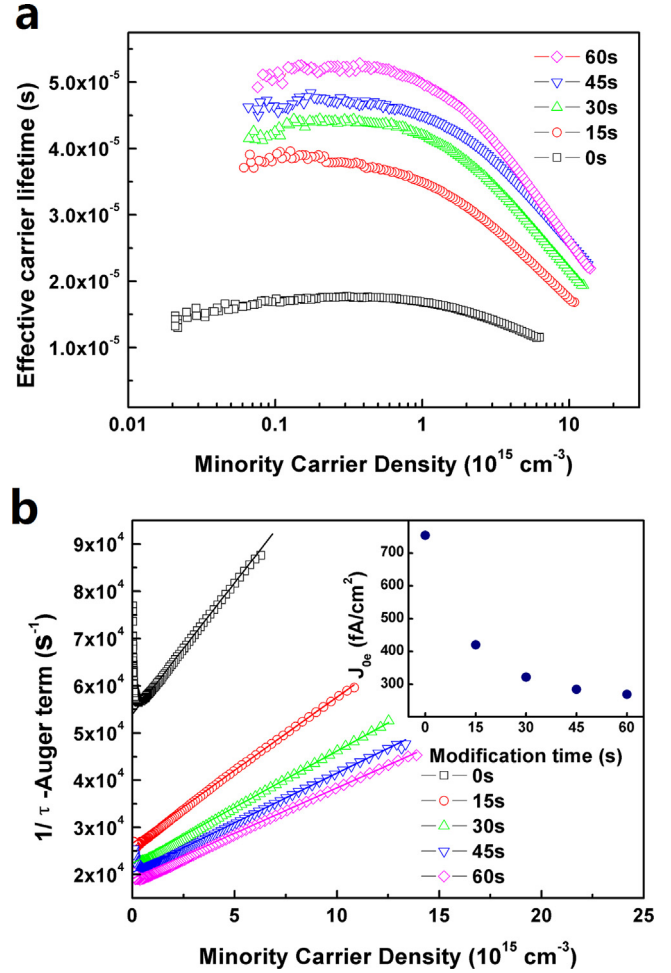 a
5.0x10⁻⁵
4.0x10⁻⁵
3.0x10⁻⁵
2.0x10⁻⁵
1.0x10⁻⁵
Effective carrier lifetime (s)
60s
45s
30s
15s
0s
0.01 0.1 1 10
Minority Carrier Density (10¹⁵ cm⁻³)
b
9x10⁴
8x10⁴
7x10⁴
6x10⁴
5x10⁴
4x10⁴
3x10⁴
2x10⁴
1/ τ -Auger term (s⁻¹)
700
600
500
400
300
J₀ₑ (fA/cm²)
0 15 30 45 60
Modification time (s)
0s
15s
30s
45s
60s
0 5 10 15 20 25
Minority Carrier Density (10¹⁵ cm⁻³)